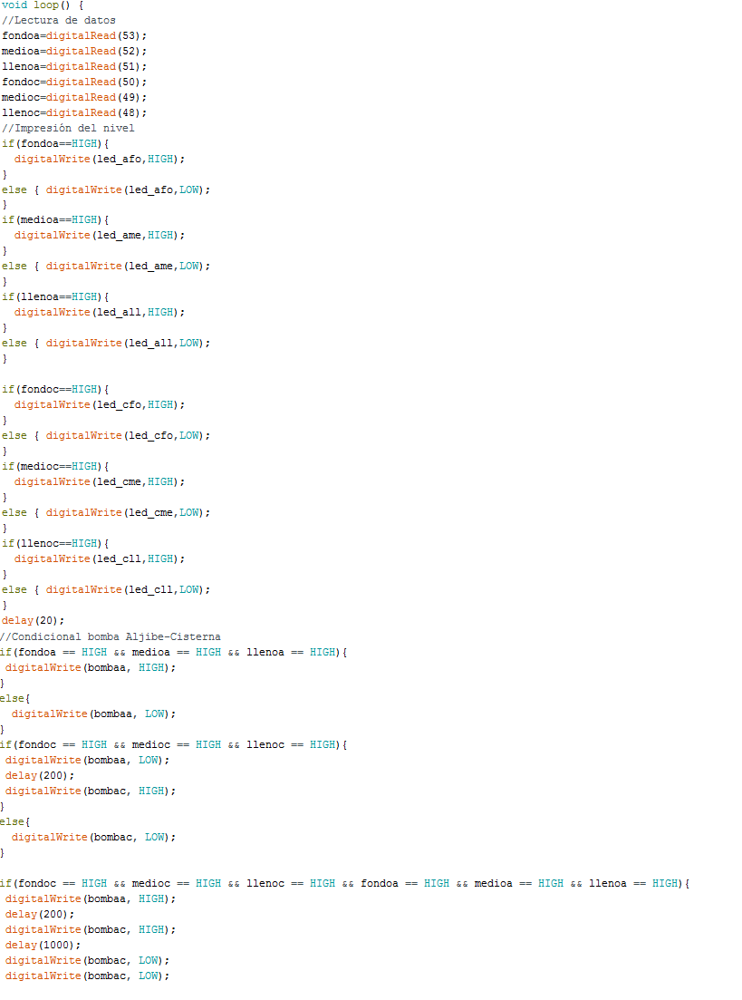 void loop() {
//Lectura de datos
fondoa=digitalRead(53);
medioa=digitalRead(52);
llenoa=digitalRead(51);
fondoc=digitalRead(50);
medioc=digitalRead(49);
llenoc=digitalRead(48);
//Impresión del nivel
if(fondoa==HIGH){
  digitalWrite(led_afo,HIGH);
}
else { digitalWrite(led_afo,LOW);
}
if(medioa==HIGH){
  digitalWrite(led_ame,HIGH);
}
else { digitalWrite(led_ame,LOW);
}
if(llenoa==HIGH){
  digitalWrite(led_all,HIGH);
}
else { digitalWrite(led_all,LOW);
}
if(fondoc==HIGH){
  digitalWrite(led_cfo,HIGH);
}
else { digitalWrite(led_cfo,LOW);
}
if(medioc==HIGH){
  digitalWrite(led_cme,HIGH);
}
else { digitalWrite(led_cme,LOW);
}
if(llenoc==HIGH){
  digitalWrite(led_cll,HIGH);
}
else { digitalWrite(led_cll,LOW);
}
delay(20);
//Condicional bomba Aljibe-Cisterna
if(fondoa == HIGH && medioa == HIGH && llenoa == HIGH){
 digitalWrite(bombaa, HIGH);
}
else{
  digitalWrite(bombaa, LOW);
}
if(fondoc == HIGH && medioc == HIGH && llenoc == HIGH){
 digitalWrite(bombaa, LOW);
 delay(200);
 digitalWrite(bombac, HIGH);
}
else{
  digitalWrite(bombac, LOW);
}
if(fondoc == HIGH && medioc == HIGH && llenoc == HIGH && fondoa == HIGH && medioa == HIGH && llenoa == HIGH){
 digitalWrite(bombaa, HIGH);
 delay(200);
 digitalWrite(bombac, HIGH);
 delay(1000);
 digitalWrite(bombac, LOW);
 digitalWrite(bombac, LOW);